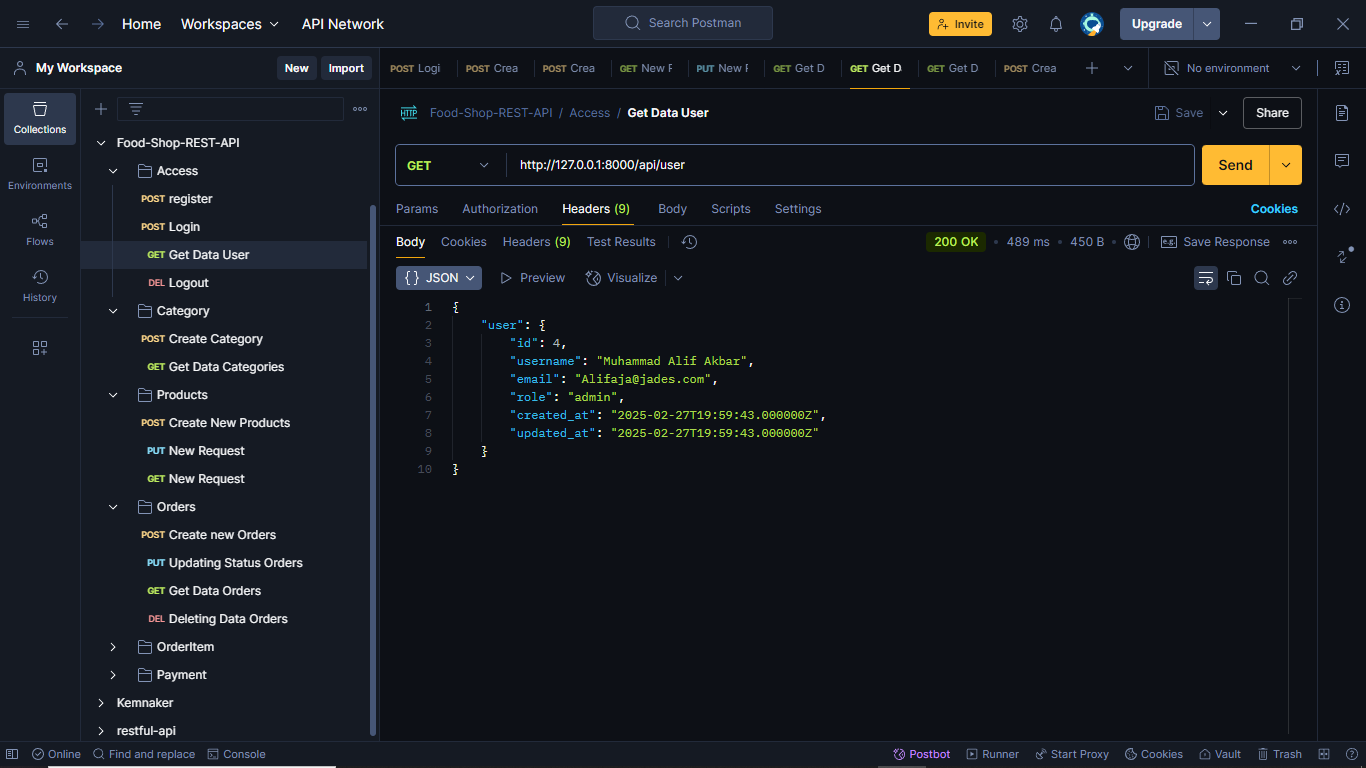 Home Workspaces API Network Search Postman Invite Upgrade
My Workspace New Import POST Logi POST Crea POST Crea GET New F PUT New F GET Get D GET Get D GET Get D POST Crea No environment
Collections
Environments
Flows
History
Food-Shop-REST-API
Access
POST register
POST Login
GET Get Data User
DEL Logout
Category
POST Create Category
GET Get Data Categories
Products
POST Create New Products
PUT New Request
GET New Request
Orders
POST Create new Orders
PUT Updating Status Orders
GET Get Data Orders
DEL Deleting Data Orders
OrderItem
Payment
Kemnaker
restful-api
HTTP Food-Shop-REST-API / Access / Get Data User Save Share
GET http://127.0.0.1:8000/api/user Send
Params Authorization Headers (9) Body Scripts Settings Cookies
Body Cookies Headers (9) Test Results 200 OK 489 ms 450 B e.g. Save Response
{} JSON Preview Visualize
1 {
2 "user": {
3 "id": 4,
4 "username": "Muhammad Alif Akbar",
5 "email": "Alifaja@jades.com",
6 "role": "admin",
7 "created_at": "2025-02-27T19:59:43.000000Z",
8 "updated_at": "2025-02-27T19:59:43.000000Z"
9 }
10 }
Online Find and replace Console Postbot Runner Start Proxy Cookies Vault Trash